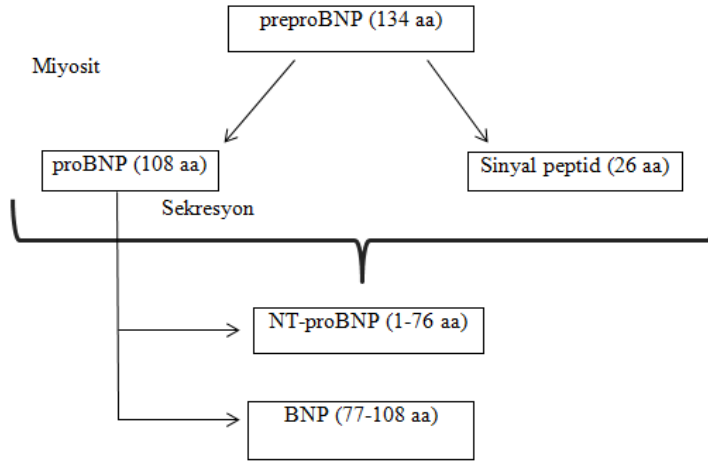 preproBNP (134 aa)
Miyosit
proBNP (108 aa)
Sinyal peptid (26 aa)
Sekresyon
NT-proBNP (1-76 aa)
BNP (77-108 aa)